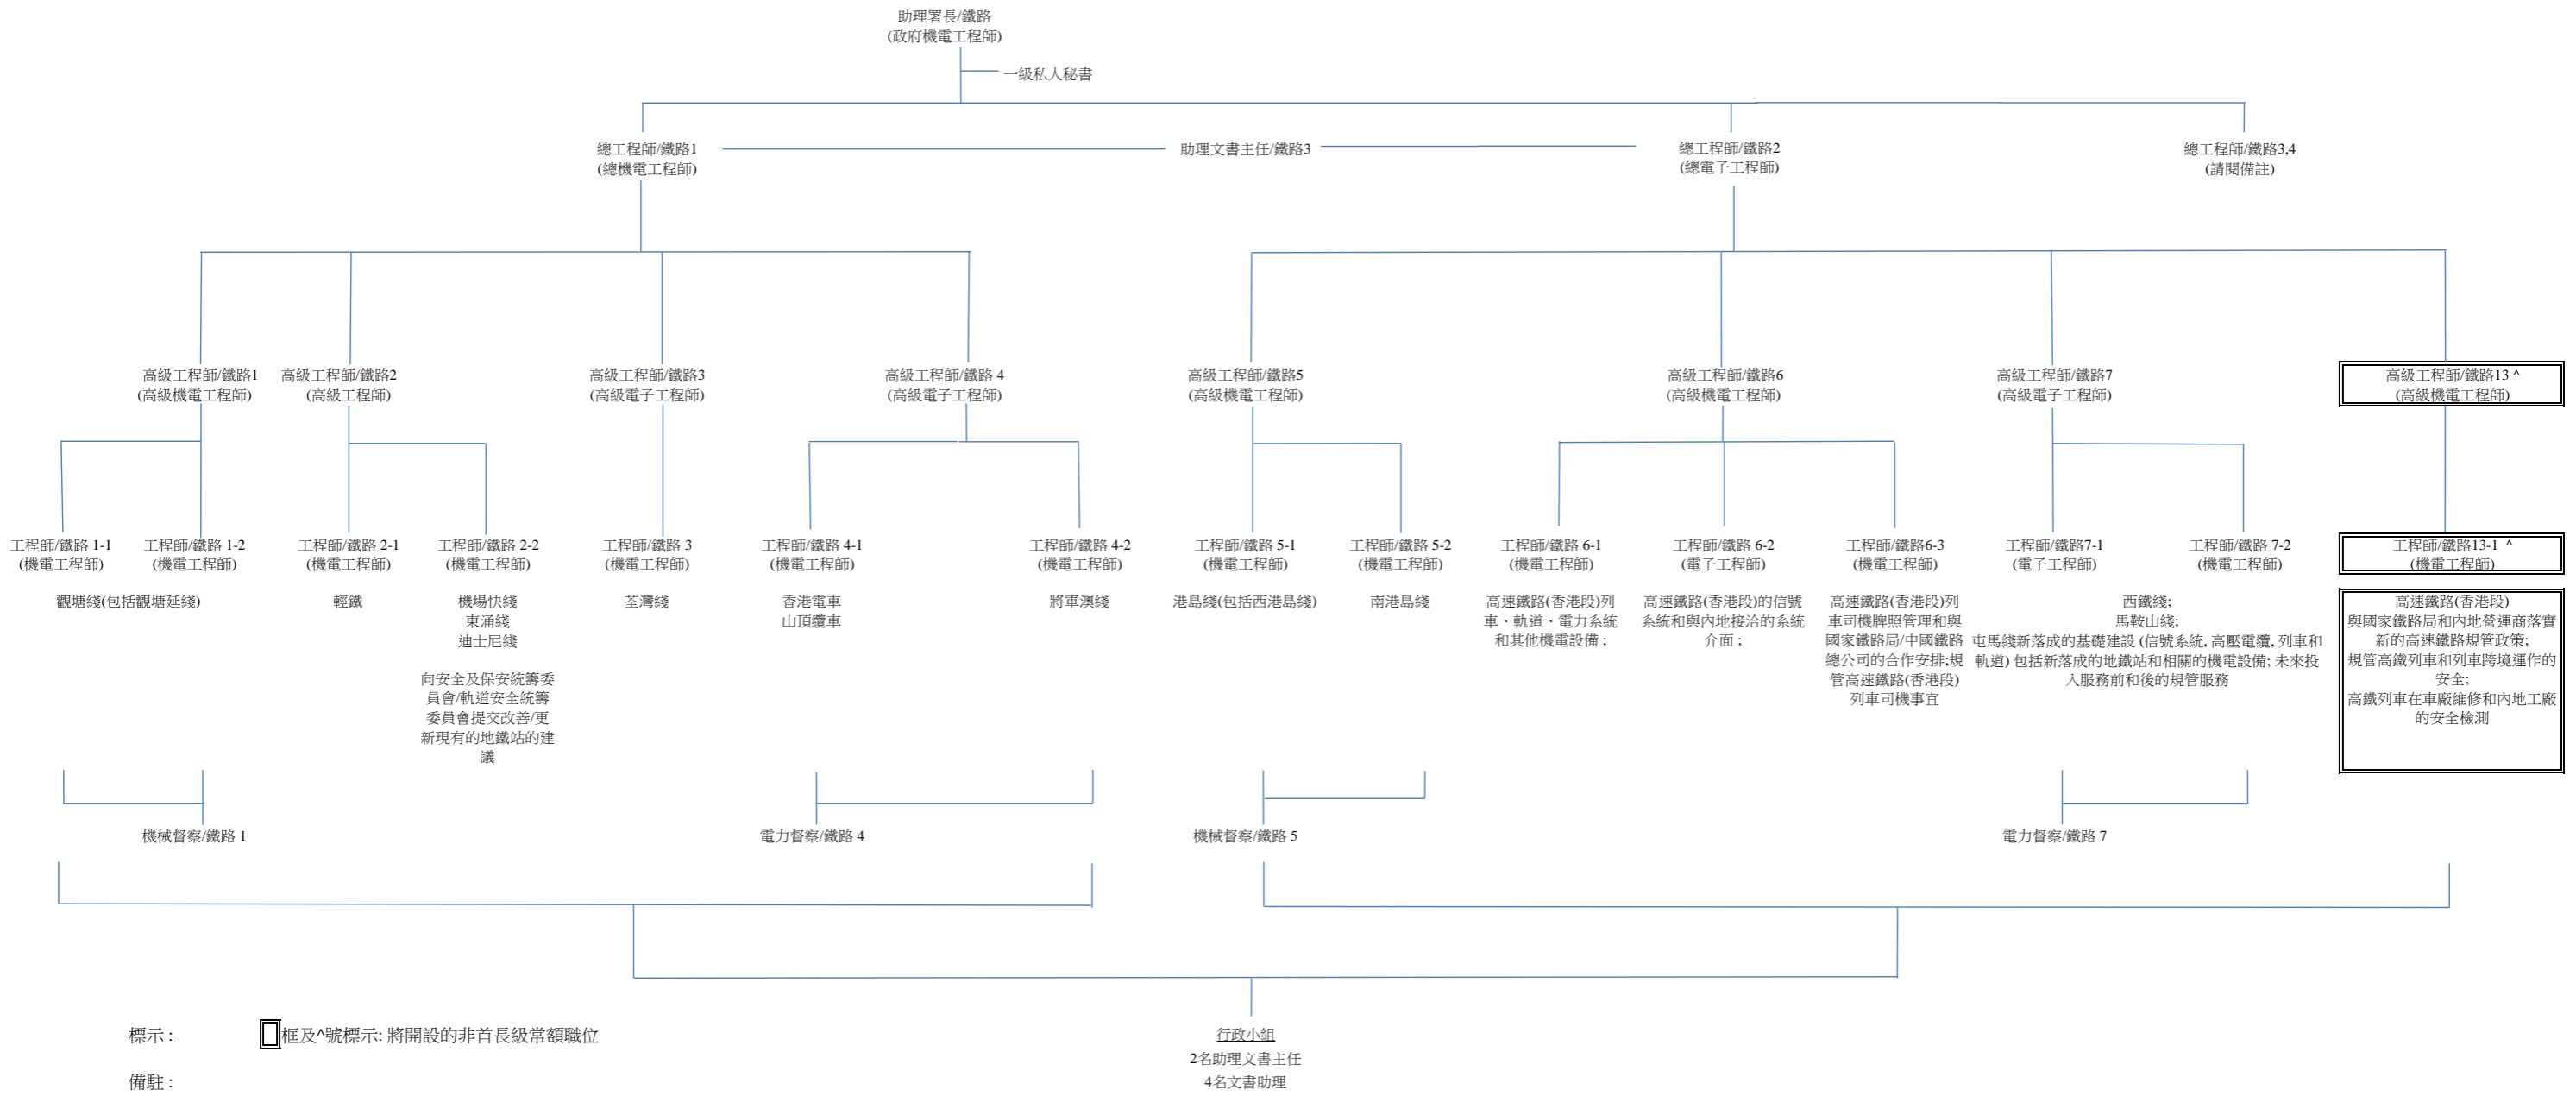 助理署長/鐵路
(政府機電工程師)
一級私人秘書
總工程師/鐵路1
(總機電工程師)
助理文書主任/鐵路3
總工程師/鐵路2
(總電子工程師)
總工程師/鐵路3,4
(請閱備註)
高級工程師/鐵路1
(高級機電工程師)
高級工程師/鐵路2
(高級工程師)
高級工程師/鐵路3
(高級電子工程師)
高級工程師/鐵路 4
(高級電子工程師)
高級工程師/鐵路5
(高級機電工程師)
高級工程師/鐵路6
(高級機電工程師)
高級工程師/鐵路7
(高級電子工程師)
高級工程師/鐵路13 ^
(高級機電工程師)
工程師/鐵路 1-1
(機電工程師)
工程師/鐵路 1-2
(機電工程師)
觀塘綫(包括觀塘延綫)
工程師/鐵路 2-1
(機電工程師)
輕鐵
工程師/鐵路 2-2
(機電工程師)
機場快綫
東涌綫
迪士尼綫
向安全及保安統籌委
員會/軌道安全統籌
委員會提交改善/更
新現有的地鐵站的建
議
工程師/鐵路 3
(機電工程師)
荃灣綫
工程師/鐵路 4-1
(機電工程師)
香港電車
山頂纜車
工程師/鐵路 4-2
(機電工程師)
將軍澳綫
工程師/鐵路 5-1
(機電工程師)
港島綫(包括西港島綫)
工程師/鐵路 5-2
(機電工程師)
南港島綫
工程師/鐵路 6-1
(機電工程師)
高速鐵路(香港段)列
車、軌道、電力系統
和其他機電設備 ;
工程師/鐵路 6-2
(電子工程師)
高速鐵路(香港段)的信號
系統和與內地接洽的系統
介面 ;
工程師/鐵路6-3
(機電工程師)
高速鐵路(香港段)列
車司機牌照管理和與
國家鐵路局/中國鐵路
總公司的合作安排;規
管高速鐵路(香港段)
列車司機事宜
工程師/鐵路7-1
(電子工程師)
工程師/鐵路 7-2
(機電工程師)
西鐵綫;
馬鞍山綫;
屯馬綫新落成的基礎建設 (信號系統, 高壓電纜, 列車和
軌道) 包括新落成的地鐵站和相關的機電設備; 未來投
入服務前和後的規管服務
工程師/鐵路13-1 ^
(機電工程師)
高速鐵路(香港段)
與國家鐵路局和內地營運商落實
新的高速鐵路規管政策;
規管高鐵列車和列車跨境運作的
安全;
高鐵列車在車廠維修和內地工廠
的安全檢測
機械督察/鐵路 1
電力督察/鐵路 4
機械督察/鐵路 5
電力督察/鐵路 7
行政小組
2名助理文書主任
4名文書助理
標示 :
框及^號標示: 將開設的非首長級常額職位
備駐 :